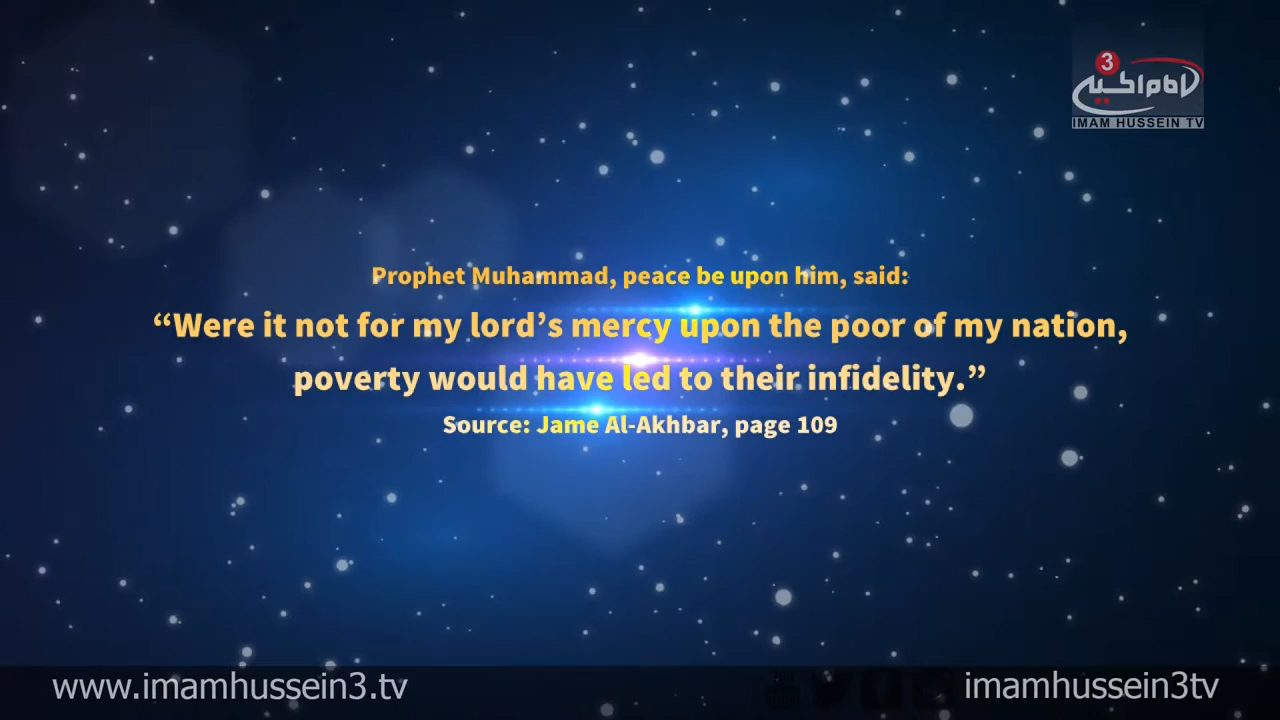 3
IMAM HUSSEIN TV
Prophet Muhammad, peace be upon him, said:
“Were it not for my lord’s mercy upon the poor of my nation,
poverty would have led to their infidelity.”
Source: Jame Al-Akhbar, page 109
www.imamhussein3.tv
imamhussein3tv